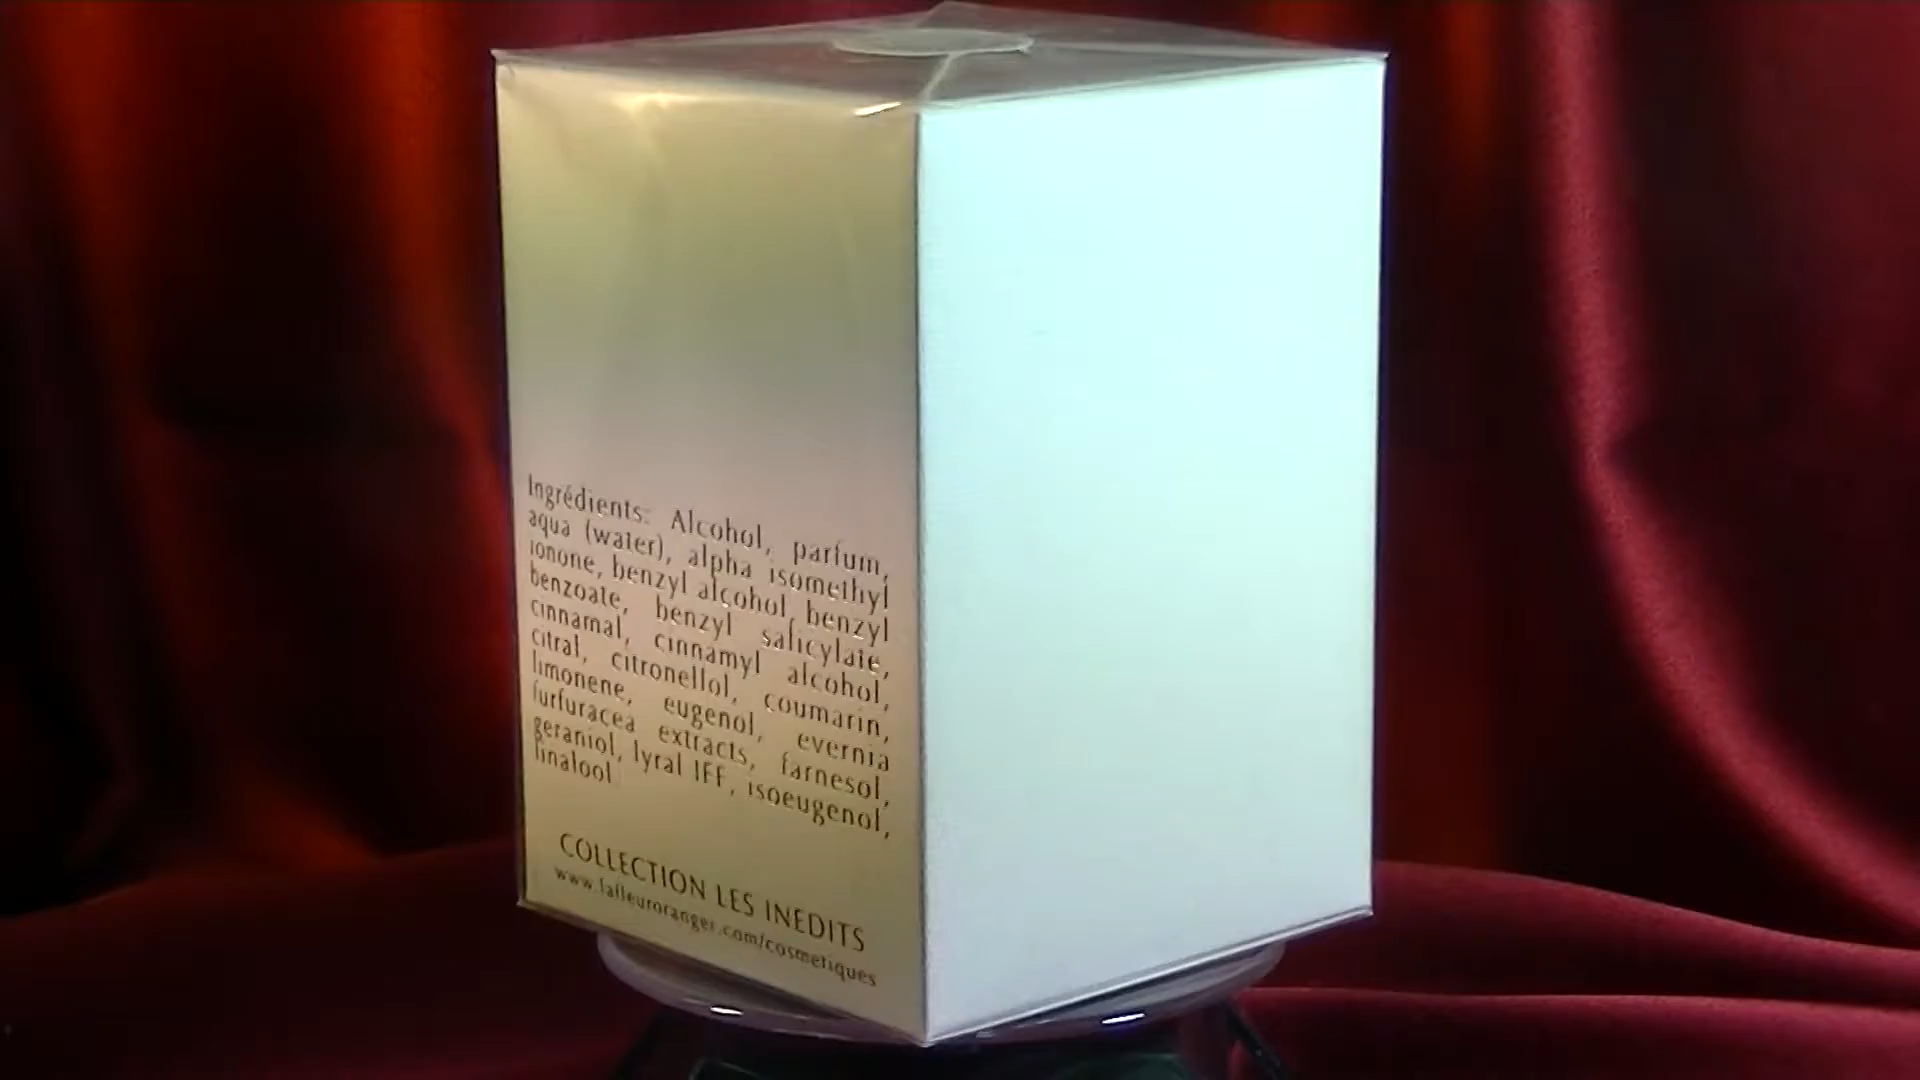 Ingrédients: Alcohol, parfum,
aqua (water), alpha isomethyl
ionone, benzyl alcohol, benzyl
benzoate, benzyl salicylate,
cinnamal, cinnamyl alcohol,
citral, citronellol, coumarin,
limonene, eugenol, evernia
furfuracea extracts, farnesol,
geraniol, lyral IFF, isoeugenol,
linalool
COLLECTION LES INEDITS
www.lafleuroranger.com/cosmetiques